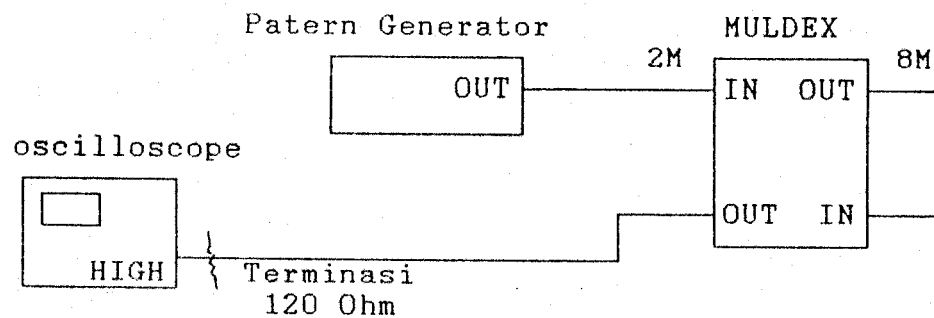 Patern Generator
MULDEX
2M
8M
OUT
IN OUT
oscilloscope
OUT IN
HIGH
Terminasi
120 Ohm